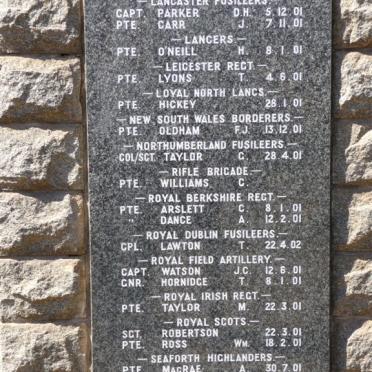 — LANCASTER FUSILEERS. —
CAPT. PARKER D.H. 5.12.01
PTE. CARR J. 7.11.01
— LANCERS —
PTE. O'NEILL H. 8.1.01
— LEICESTER REGT. —
PTE. LYONS T. 4.6.01
— LOYAL NORTH LANCS. —
PTE. HICKEY 28.1.01
— NEW SOUTH WALES BORDERERS. —
PTE. OLDHAM F.J. 13.12.01
— NORTHUMBERLAND FUSILEERS. —
COL/SGT. TAYLOR C. 28.4.01
— RIFLE BRIGADE. —
PTE. WILLIAMS C.
— ROYAL BERKSHIRE REGT. —
PTE. ARSLETT C. 8.1.01
" DANCE A. 12.2.01
— ROYAL DUBLIN FUSILEERS. —
CPL. LAWTON T. 22.4.02
— ROYAL FIELD ARTILLERY. —
CAPT. WATSON J.C. 12.6.01
GNR. HORNIDGE T. 8.1.01
— ROYAL IRISH REGT. —
PTE. TAYLOR M. 22.3.01
— ROYAL SCOTS. —
SGT. ROBERTSON 22.3.01
PTE. ROSS WM. 18.2.01
— SEAFORTH HIGHLANDERS. —
PTE. MACRAE A. 30.7.01